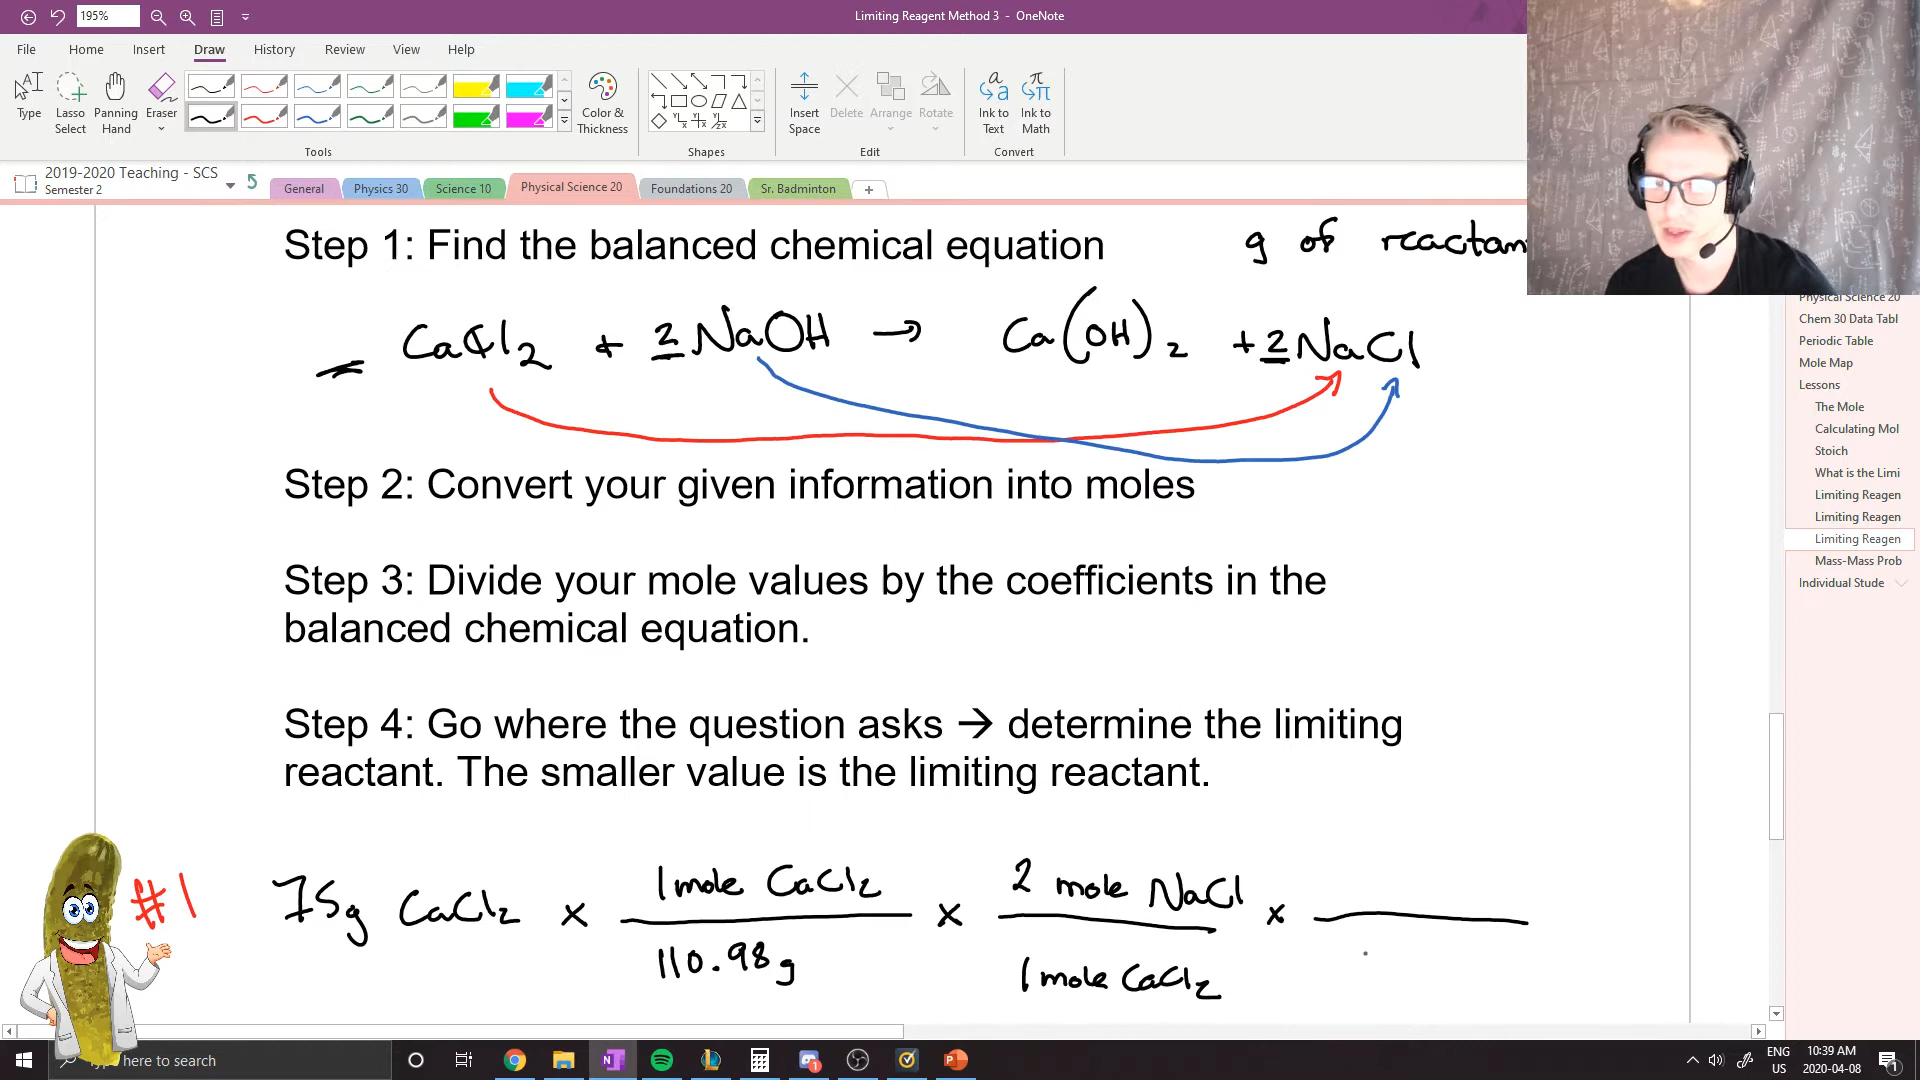 195%
Limiting Reagent Method 3 - OneNote
File Home Insert Draw History Review View Help
Type
Lasso Select
Panning Hand
Eraser
Color & Thickness
Insert Space
Delete
Arrange
Rotate
Ink to Text
Ink to Math
Tools
Shapes
Edit
Convert
2019-2020 Teaching - SCS
Semester 2
General
Physics 30
Science 10
Physical Science 20
Foundations 20
Sr. Badminton
+
Step 1: Find the balanced chemical equation
g of reactan
CaCl2 + 2 NaOH → Ca(OH)2 + 2 NaCl
Step 2: Convert your given information into moles
Step 3: Divide your mole values by the coefficients in the
balanced chemical equation.
Step 4: Go where the question asks → determine the limiting
reactant. The smaller value is the limiting reactant.
#1
75g CaCl2 x 1 mole CaCl2 x 2 mole NaCl x
110.98g 1 mole CaCl2
Physical Science 20
Chem 30 Data Tabl
Periodic Table
Mole Map
Lessons
The Mole
Calculating Mol
Stoich
What is the Limi
Limiting Reagen
Limiting Reagen
Limiting Reagen
Mass-Mass Prob
Individual Stude
here to search
ENG
US
10:39 AM
2020-04-08
1
1